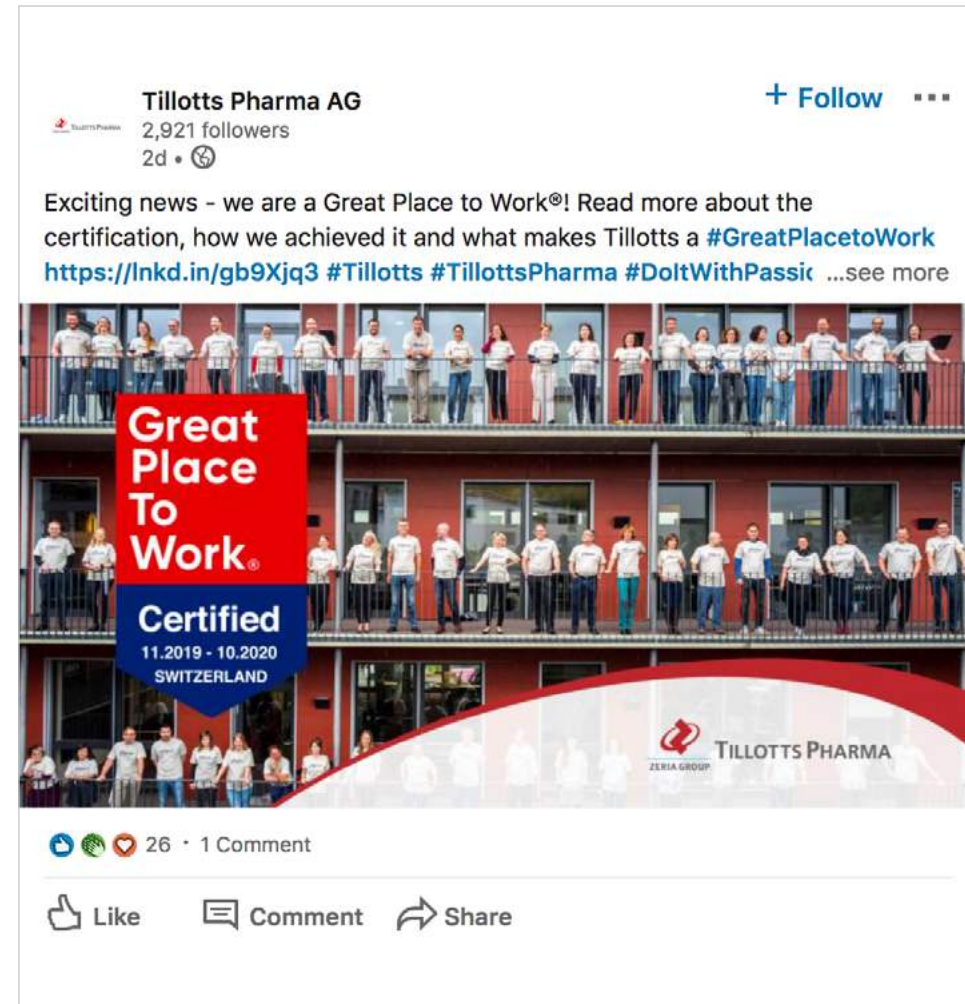 Tillotts Pharma AG
+ Follow
2,921 followers
2d •
Exciting news - we are a Great Place to Work®! Read more about the
certification, how we achieved it and what makes Tillotts a #GreatPlacetoWork
https://lnkd.in/gb9Xjq3 #Tillotts #TillottsPharma #DoItWithPassic ...see more
Great
Place
To
Work®
Certified
11.2019 - 10.2020
SWITZERLAND
ZERIA GROUP
TILLOTTS PHARMA
26 · 1 Comment
Like Comment Share